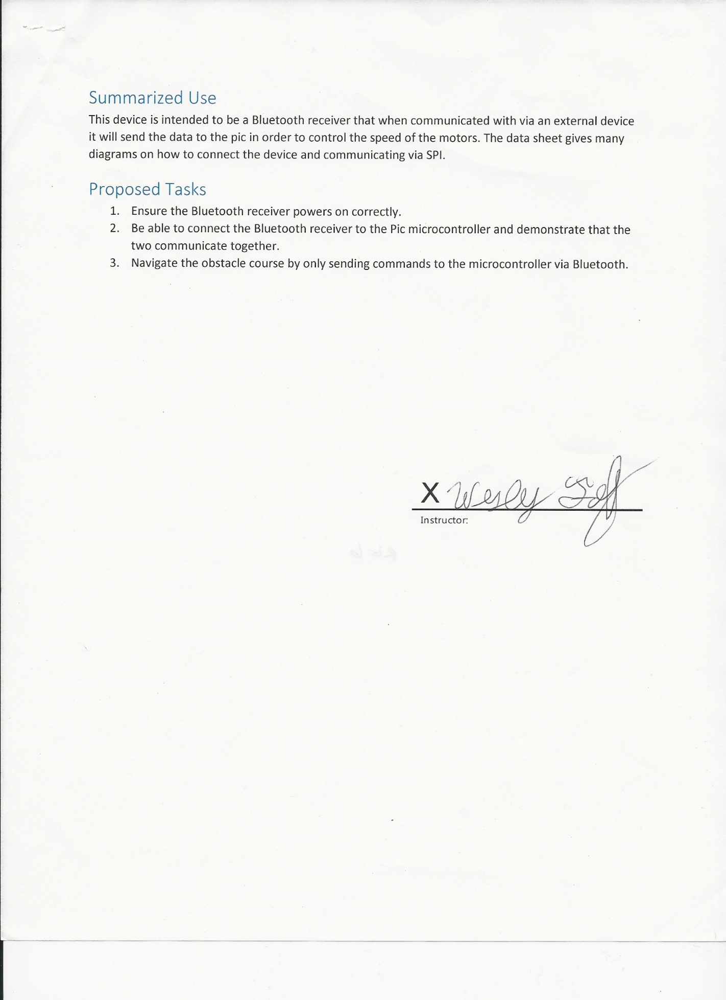 Summarized Use
This device is intended to be a Bluetooth receiver that when communicated with via an external device
it will send the data to the pic in order to control the speed of the motors. The data sheet gives many
diagrams on how to connect the device and communicating via SPI.
Proposed Tasks
1. Ensure the Bluetooth receiver powers on correctly.
2. Be able to connect the Bluetooth receiver to the Pic microcontroller and demonstrate that the
two communicate together.
3. Navigate the obstacle course by only sending commands to the microcontroller via Bluetooth.
X Wesley
Instructor: